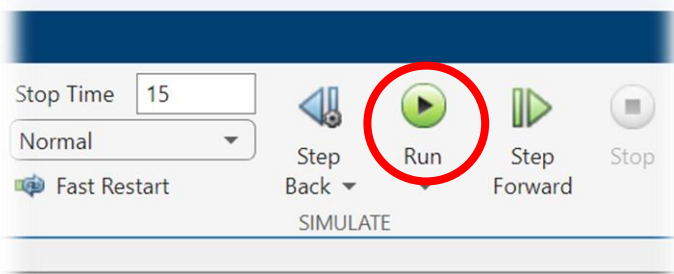 Stop Time 15
Normal
Fast Restart
Step
Back
Run
Step
Forward
Stop
SIMULATE